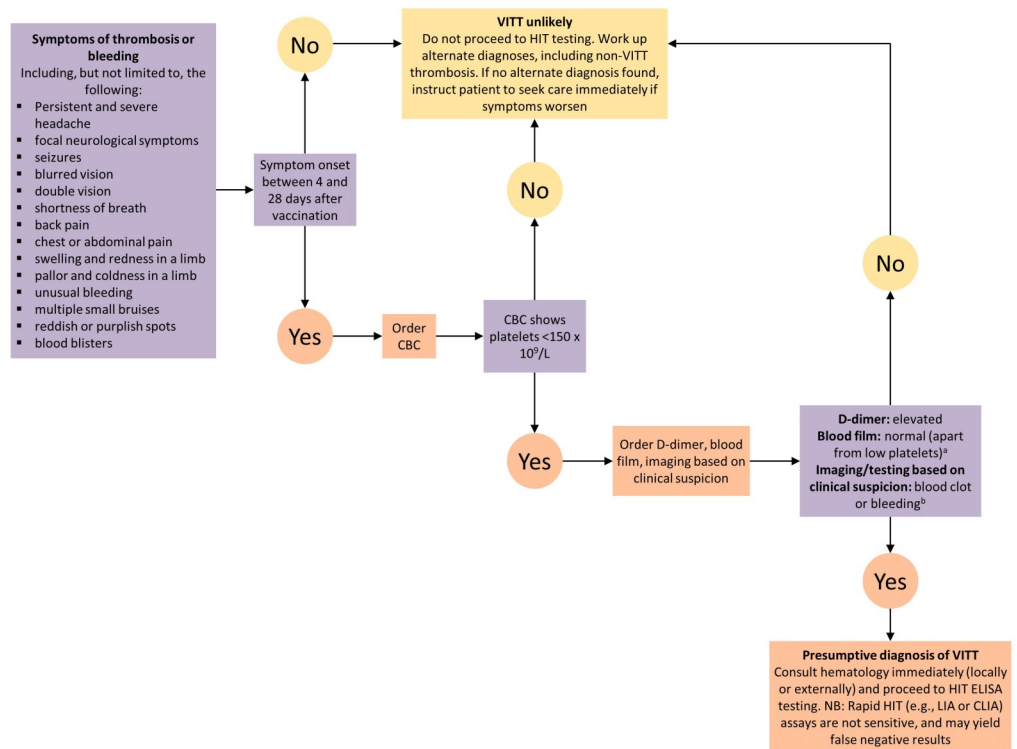 Symptoms of thrombosis or
bleeding
Including, but not limited to, the
following:
▪ Persistent and severe
headache
▪ focal neurological symptoms
▪ seizures
▪ blurred vision
▪ double vision
▪ shortness of breath
▪ back pain
▪ chest or abdominal pain
▪ swelling and redness in a limb
▪ pallor and coldness in a limb
▪ unusual bleeding
▪ multiple small bruises
▪ reddish or purplish spots
▪ blood blisters
No
Symptom onset
between 4 and
28 days after
vaccination
Yes
VITT unlikely
Do not proceed to HIT testing. Work up
alternate diagnoses, including non-VITT
thrombosis. If no alternate diagnosis found,
instruct patient to seek care immediately if
symptoms worsen
Order
CBC
No
CBC shows
platelets <150 x
10⁹/L
Yes
Order D-dimer, blood
film, imaging based on
clinical suspicion
No
D-dimer: elevated
Blood film: normal (apart
from low platelets)ᵃ
Imaging/testing based on
clinical suspicion: blood clot
or bleedingᵇ
Yes
Presumptive diagnosis of VITT
Consult hematology immediately (locally
or externally) and proceed to HIT ELISA
testing. NB: Rapid HIT (e.g., LIA or CLIA)
assays are not sensitive, and may yield
false negative results